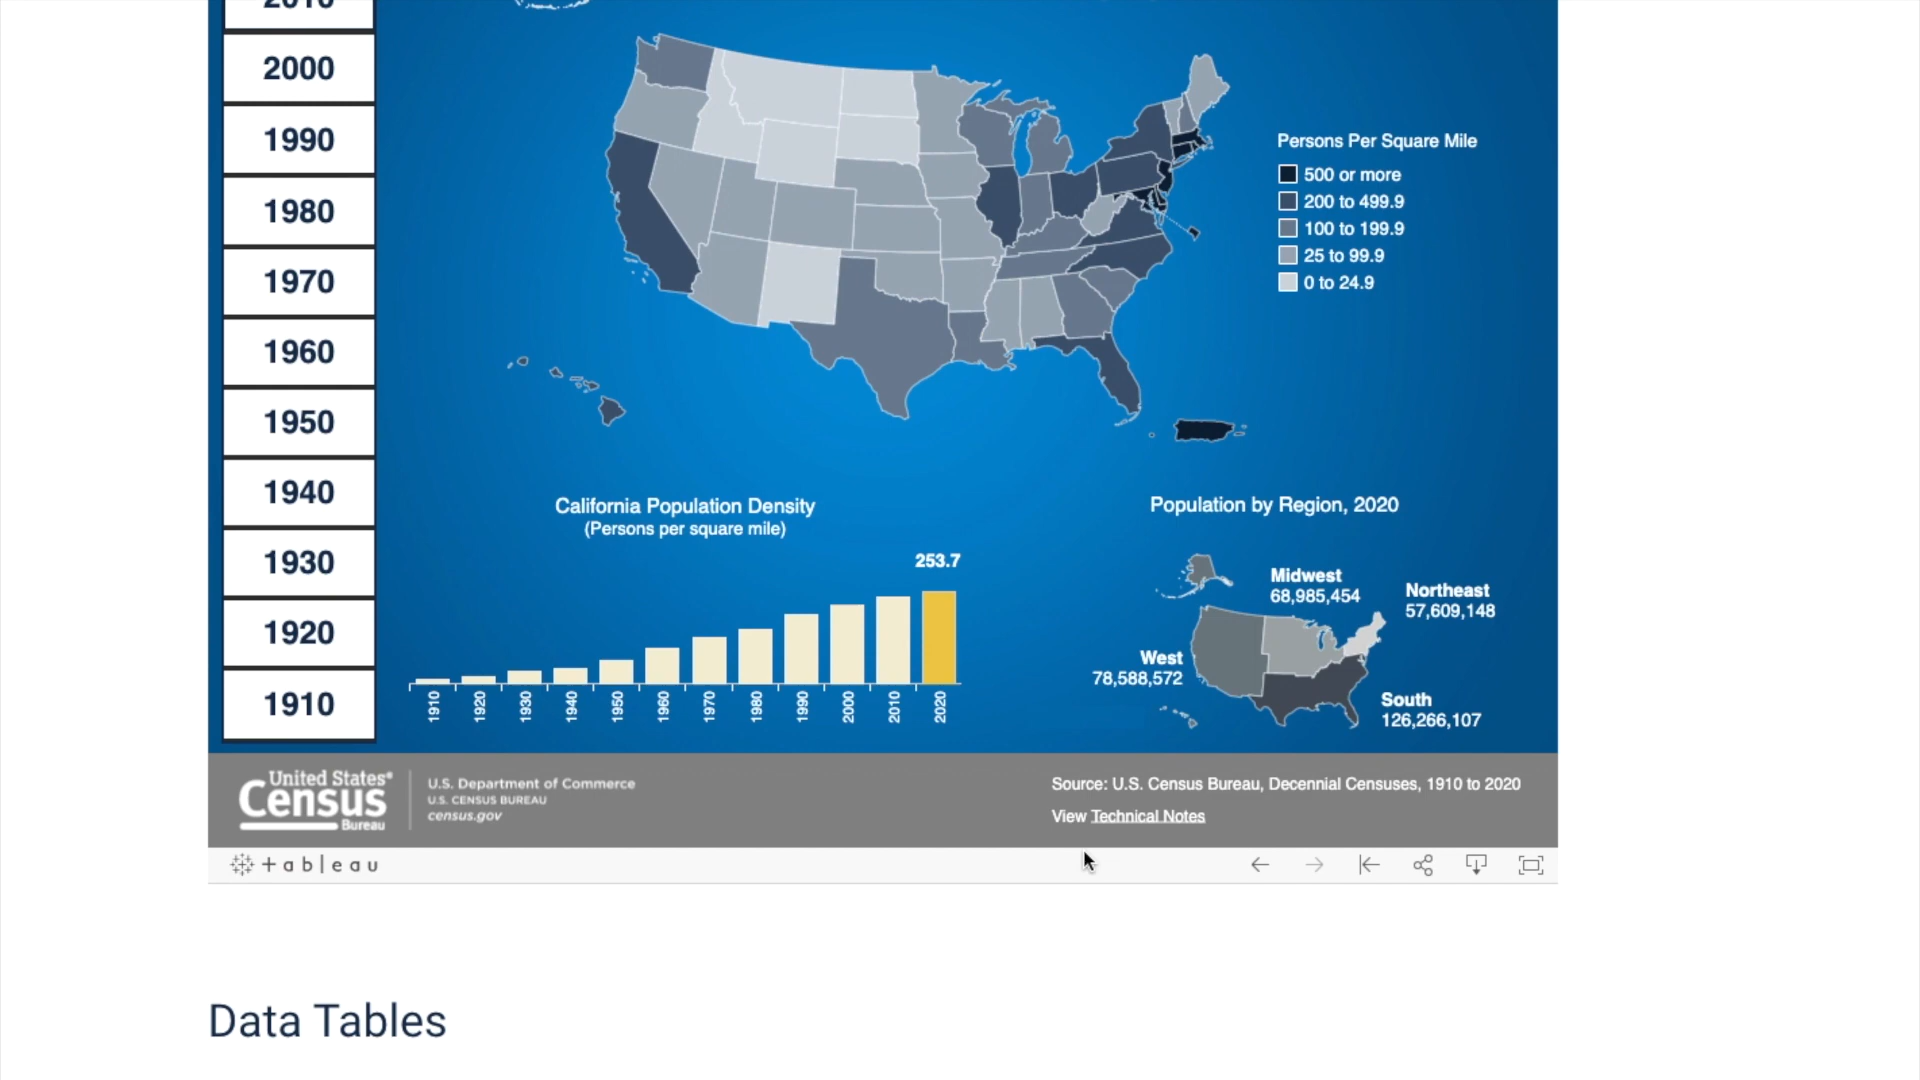 2010
2000
1990
1980
1970
1960
1950
1940
1930
1920
1910
Persons Per Square Mile
500 or more
200 to 499.9
100 to 199.9
25 to 99.9
0 to 24.9
California Population Density
(Persons per square mile)
253.7
1910
1920
1930
1940
1950
1960
1970
1980
1990
2000
2010
2020
Population by Region, 2020
Midwest
68,985,454
Northeast
57,609,148
West
78,588,572
South
126,266,107
United States®
Census
Bureau
U.S. Department of Commerce
U.S. CENSUS BUREAU
census.gov
Source: U.S. Census Bureau, Decennial Censuses, 1910 to 2020
View Technical Notes
+ableau
Data Tables